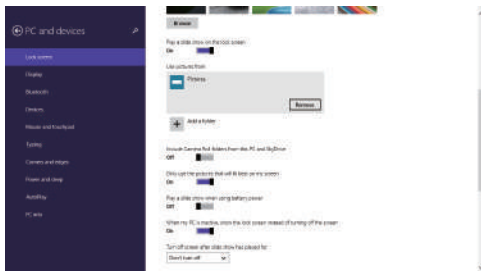 PC and devices
Lock screen
Display
Bluetooth
Devices
Mouse and touchpad
Typing
Corners and edges
Power and sleep
AutoPlay
PC info
Browse
Play a slide show on the lock screen
On
Use pictures from
Pictures
Remove
Add a folder
Include Camera Roll folders from this PC and SkyDrive
Off
Only use the pictures that will fit best on my screen
On
Play a slide show when using battery power
Off
When my PC is inactive, show the lock screen instead of turning off the screen
On
Turn off screen after slide show has played for
Don't turn off